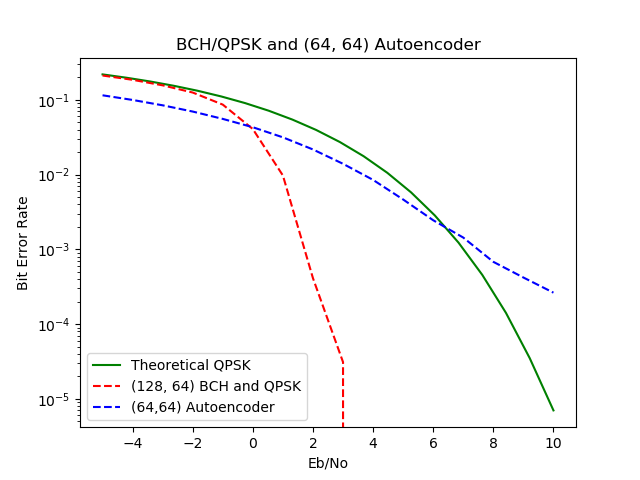 BCH/QPSK and (64, 64) Autoencoder
Bit Error Rate
10⁻¹
10⁻²
10⁻³
10⁻⁴
10⁻⁵
Theoretical QPSK
(128, 64) BCH and QPSK
(64,64) Autoencoder
−4 −2 0 2 4 6 8 10
Eb/No